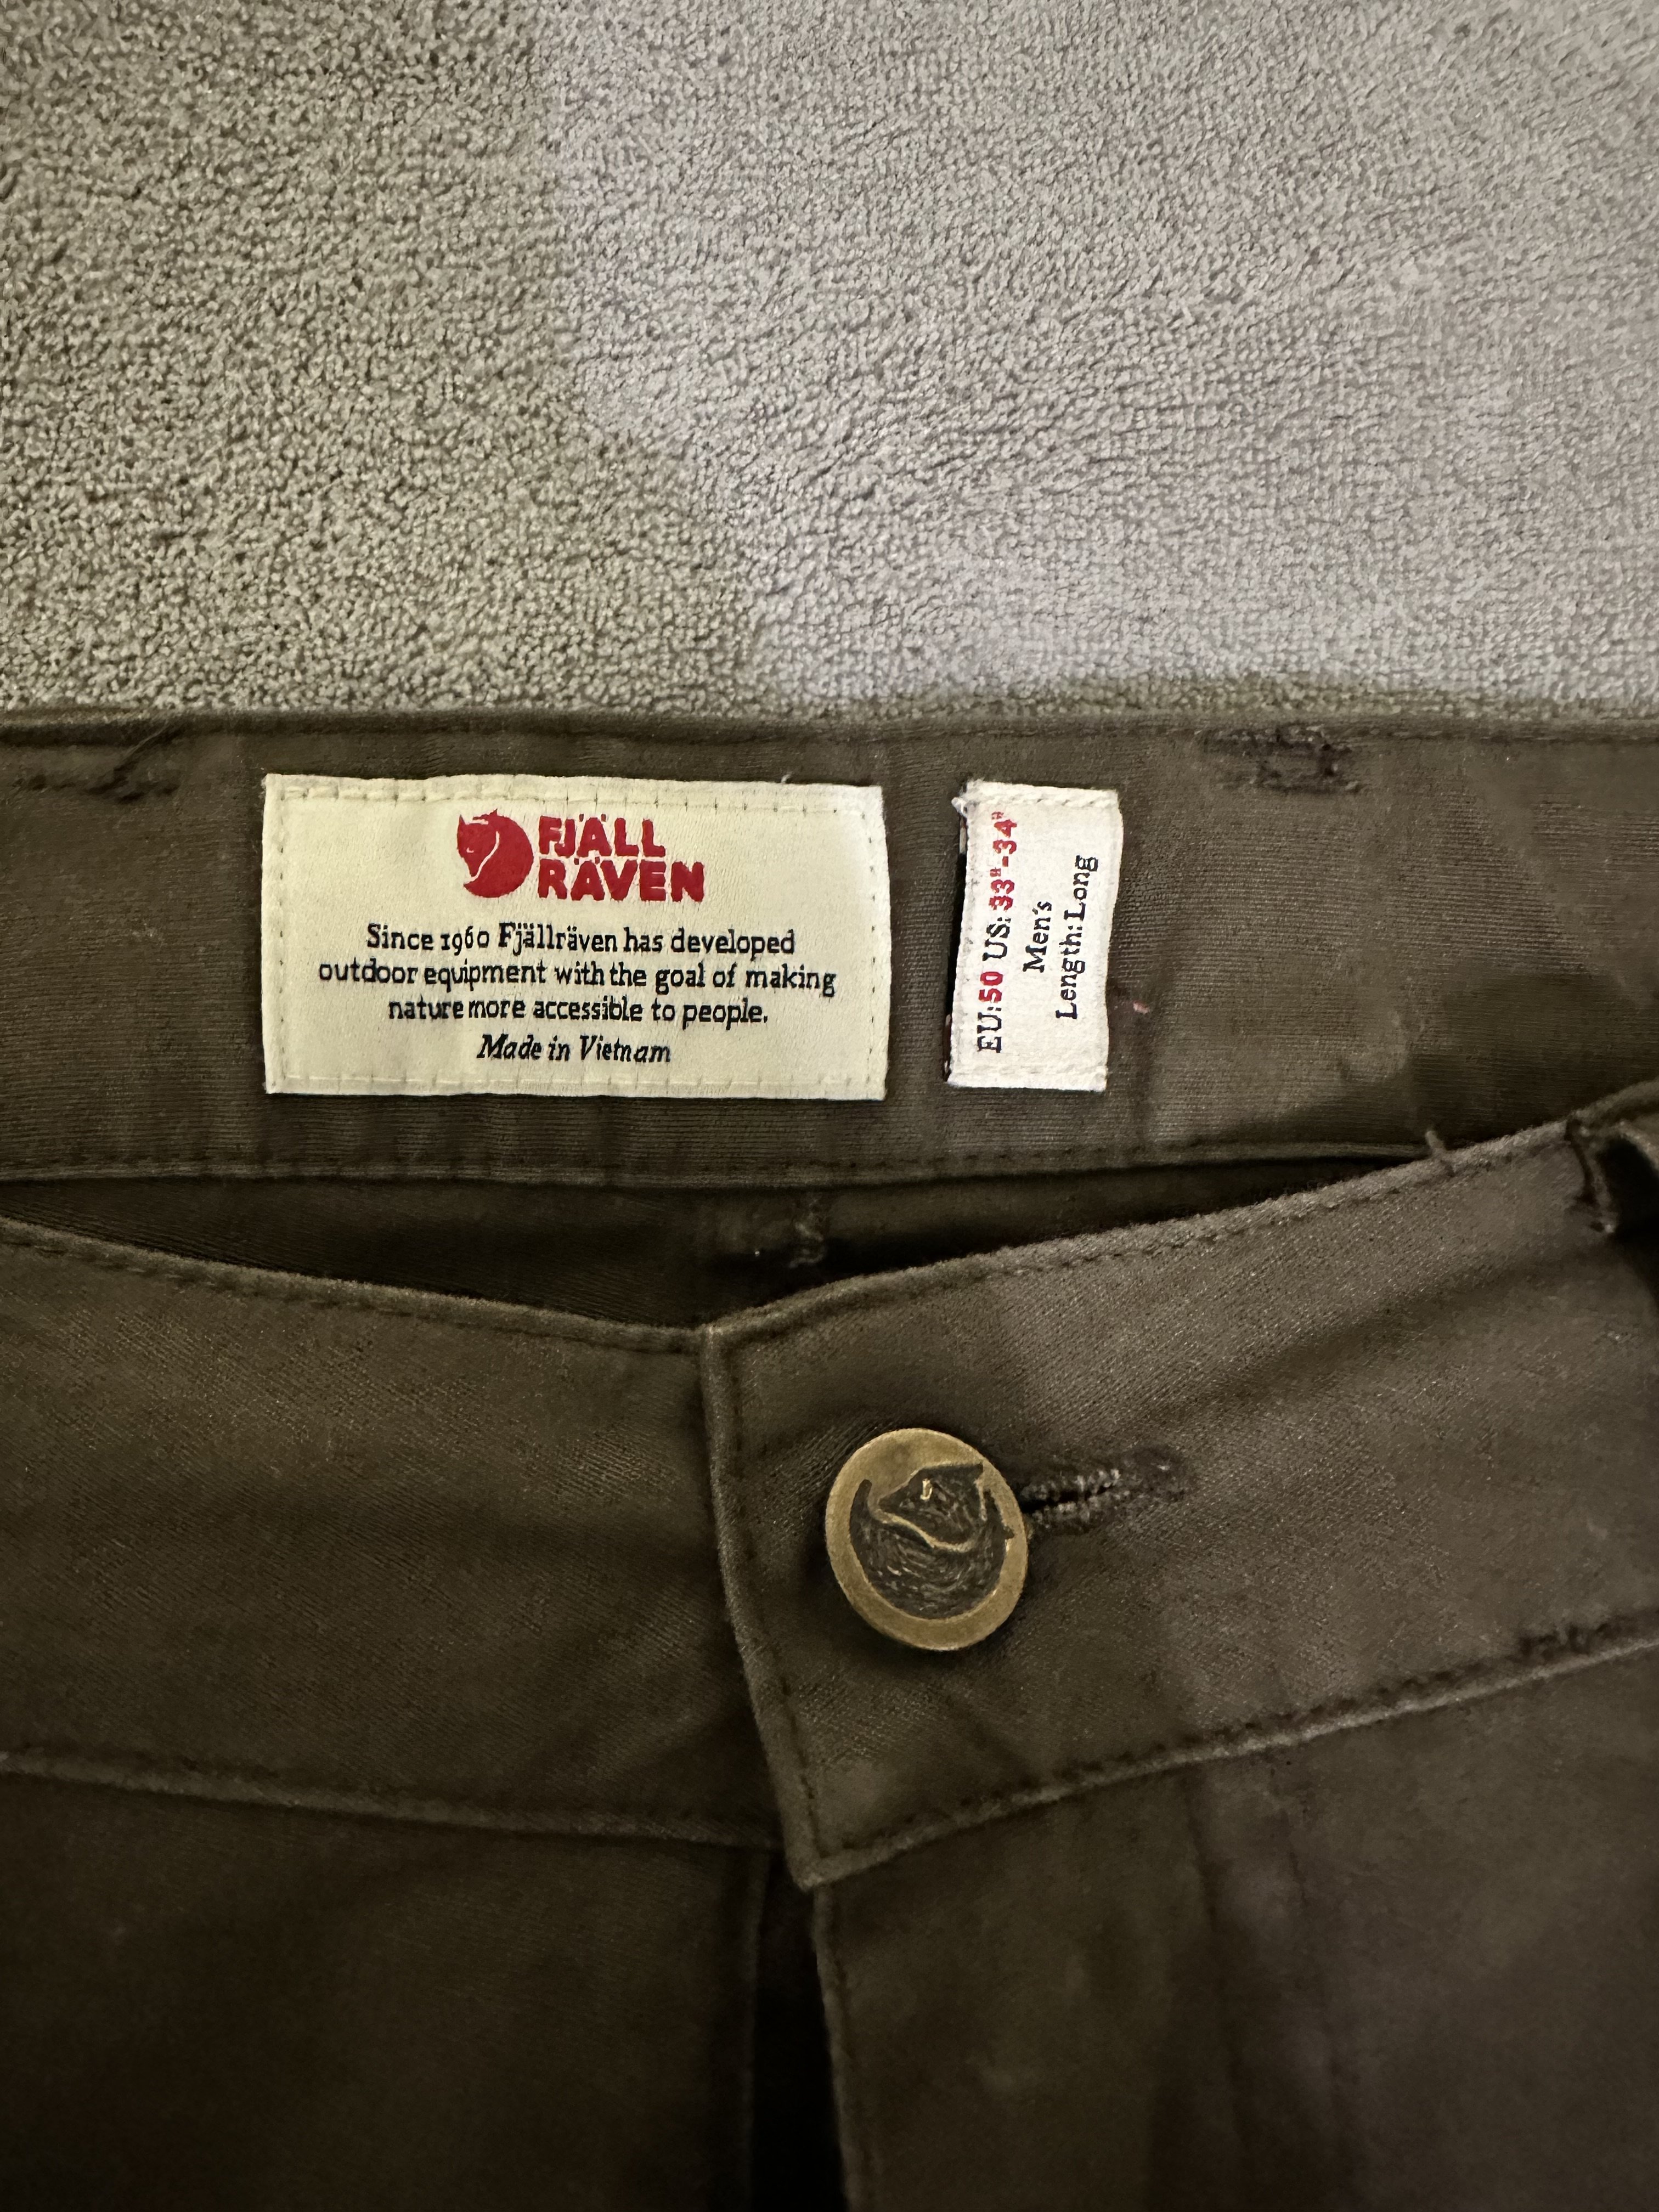 FJÄLL
RÄVEN
Since 1960 Fjällräven has developed
outdoor equipment with the goal of making
nature more accessible to people.
Made in Vietnam
EU:50 US:33"-34"
Men's
Length:Long